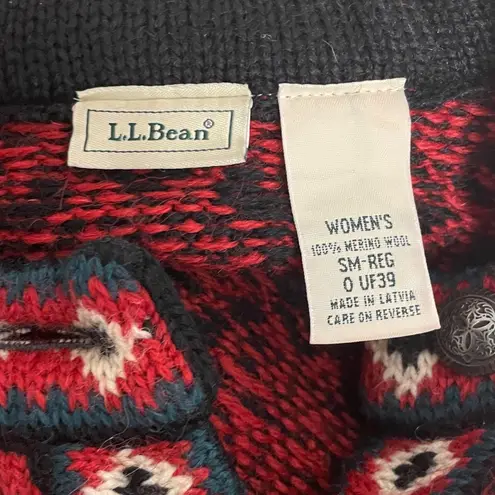 L.L.Bean®
WOMEN'S
100% MERINO WOOL
SM-REG
0 UF39
MADE IN LATVIA
CARE ON REVERSE